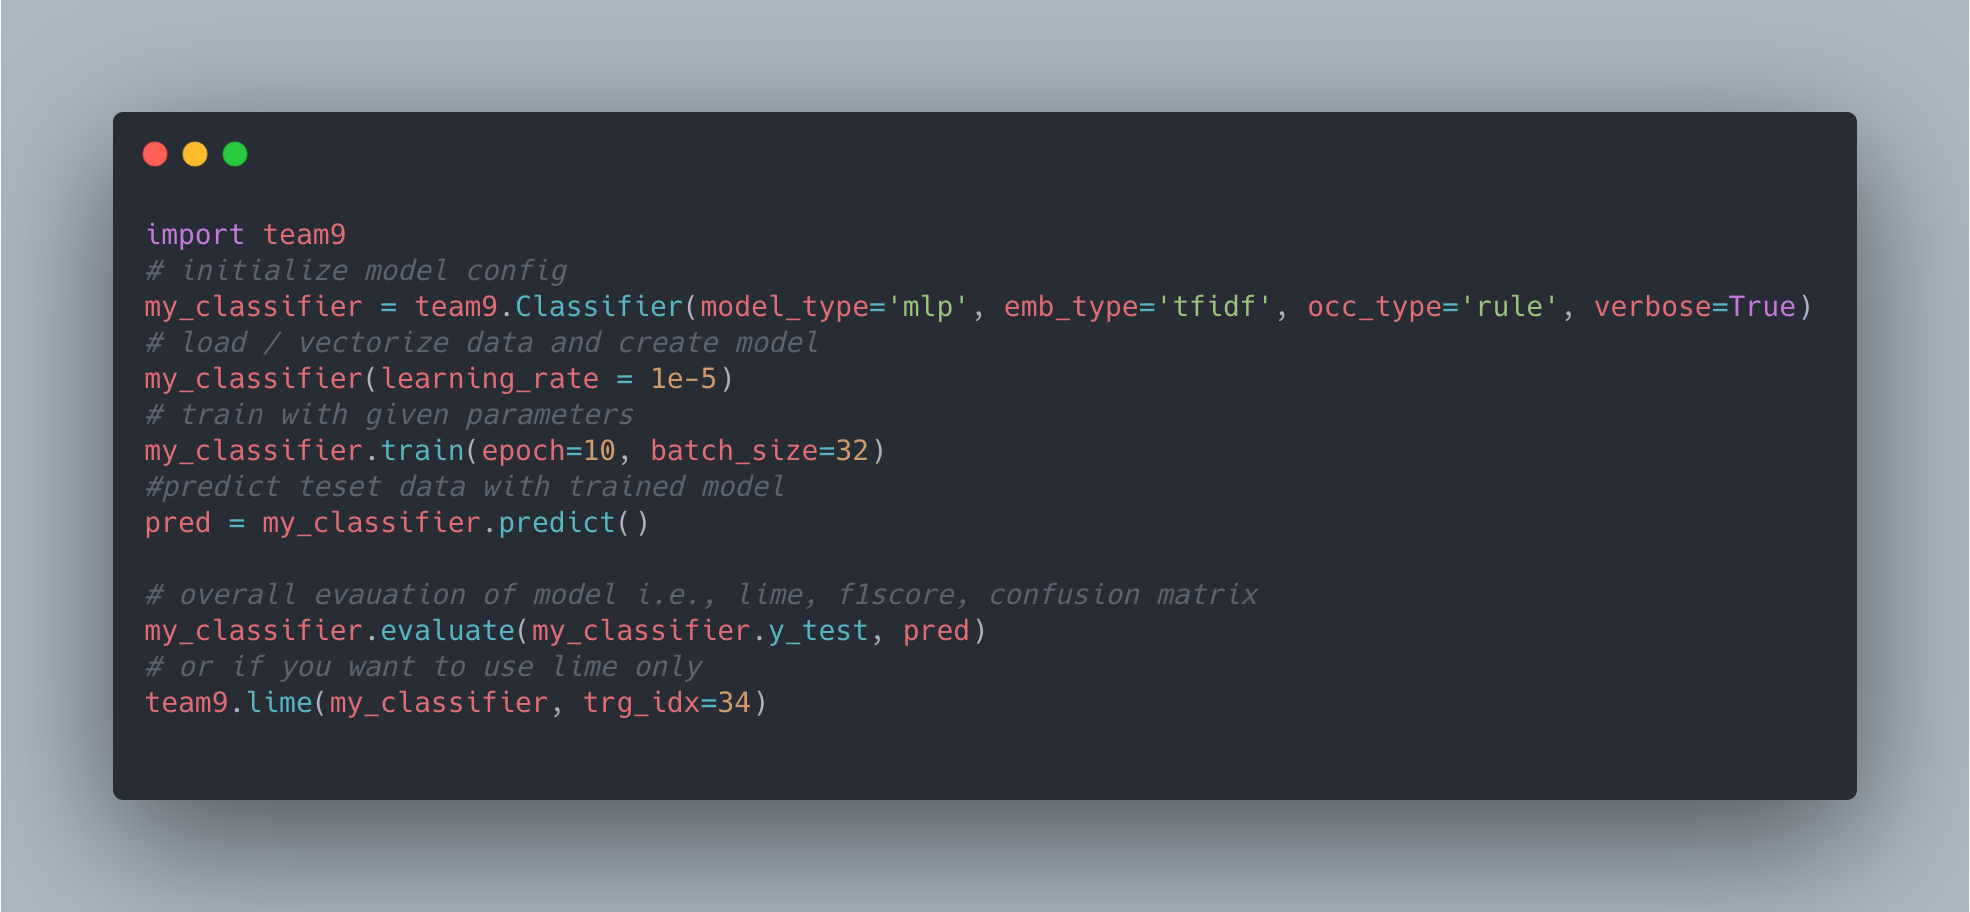 import team9
# initialize model config
my_classifier = team9.Classifier(model_type='mlp', emb_type='tfidf', occ_type='rule', verbose=True)
# load / vectorize data and create model
my_classifier(learning_rate = 1e-5)
# train with given parameters
my_classifier.train(epoch=10, batch_size=32)
#predict teset data with trained model
pred = my_classifier.predict()

# overall evauation of model i.e., lime, f1score, confusion matrix
my_classifier.evaluate(my_classifier.y_test, pred)
# or if you want to use lime only
team9.lime(my_classifier, trg_idx=34)